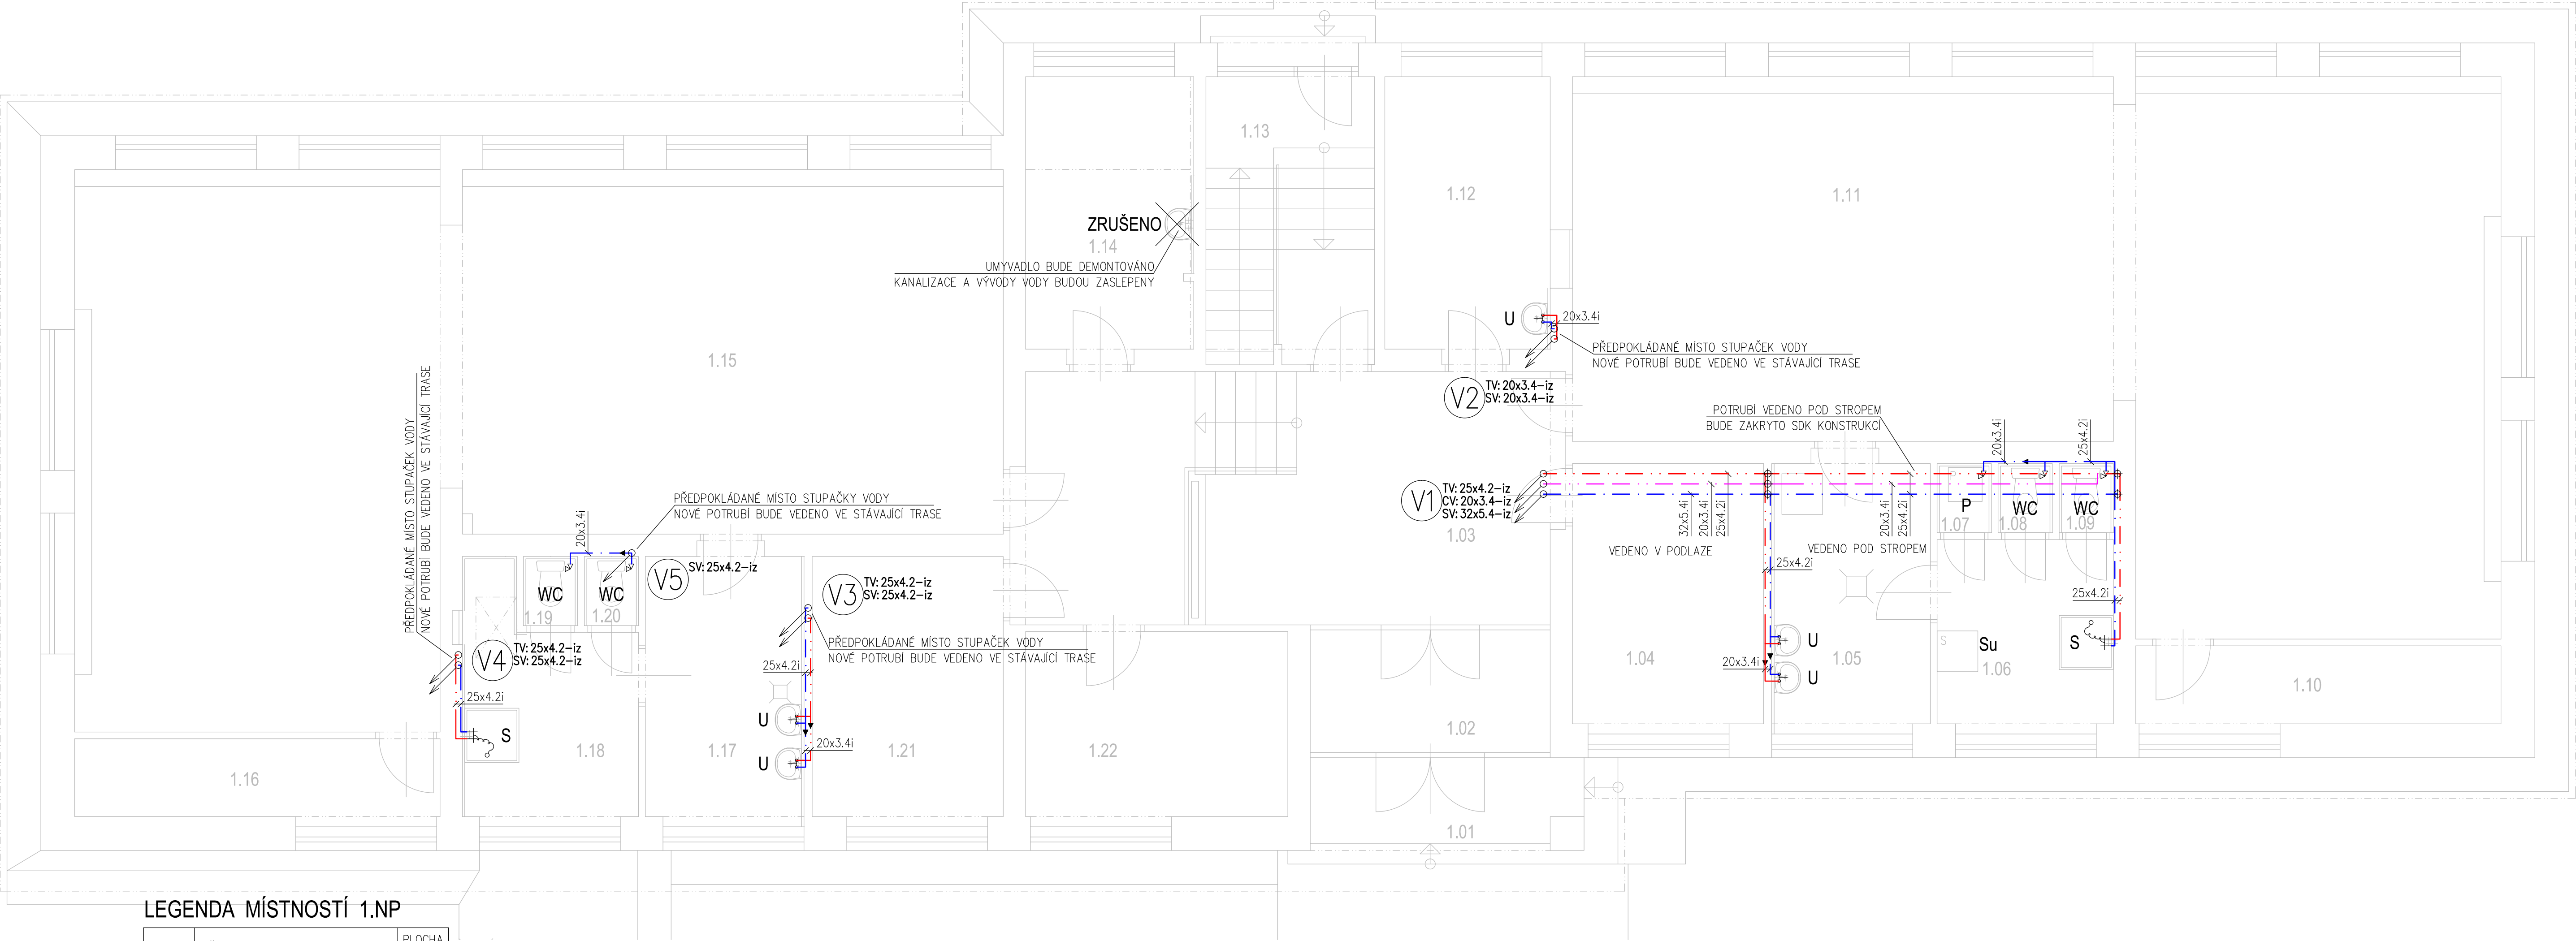 1.13
1.12
1.11
ZRUŠENO
1.14
UMYVADLO BUDE DEMONTOVÁNO
KANALIZACE A VÝVODY VODY BUDOU ZASLEPENY
U
20x3.4i
PŘEDPOKLÁDANÉ MÍSTO STUPAČEK VODY
NOVÉ POTRUBÍ BUDE VEDENO VE STÁVAJÍCÍ TRASE
1.15
V2
TV: 20x3.4-iz
SV: 20x3.4-iz
POTRUBÍ VEDENO POD STROPEM
BUDE ZAKRYTO SDK KONSTRUKCÍ
20x3.4i
25x4.2i
PŘEDPOKLÁDANÉ MÍSTO STUPAČEK VODY
NOVÉ POTRUBÍ BUDE VEDENO VE STÁVAJÍCÍ TRASE
PŘEDPOKLÁDANÉ MÍSTO STUPAČKY VODY
NOVÉ POTRUBÍ BUDE VEDENO VE STÁVAJÍCÍ TRASE
V1
TV: 25x4.2-iz
CV: 20x3.4-iz
SV: 32x5.4-iz
1.03
32x5.4i
20x3.4i
25x4.2i
20x3.4i
25x4.2i
P
WC
WC
1.07
1.08
1.09
VEDENO V PODLAZE
VEDENO POD STROPEM
25x4.2i
25x4.2i
20x3.4i
V5
SV: 25x4.2-iz
WC
WC
1.19
1.20
V3
TV: 25x4.2-iz
SV: 25x4.2-iz
PŘEDPOKLÁDANÉ MÍSTO STUPAČEK VODY
NOVÉ POTRUBÍ BUDE VEDENO VE STÁVAJÍCÍ TRASE
V4
TV: 25x4.2-iz
SV: 25x4.2-iz
25x4.2i
25x4.2i
1.04
20x3.4i
U
U
1.05
S
Su
1.06
S
1.10
S
1.18
1.17
U
U
20x3.4i
1.21
1.22
1.02
1.16
1.01
LEGENDA MÍSTNOSTÍ 1.NP
PLOCHA